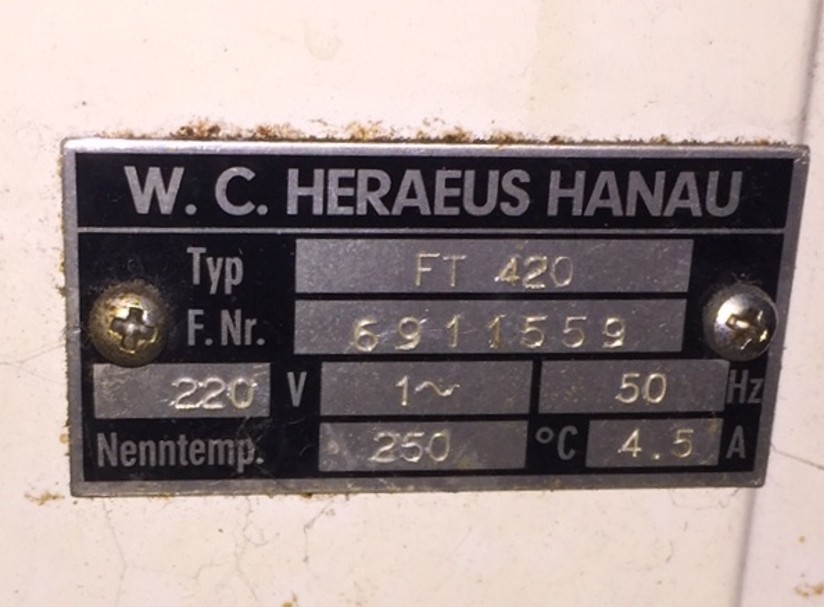 W. C. HERAEUS HANAU
Typ FT 420
F. Nr. 6911559
220 V 1~ 50 Hz
Nenntemp. 250 °C 4.5 A